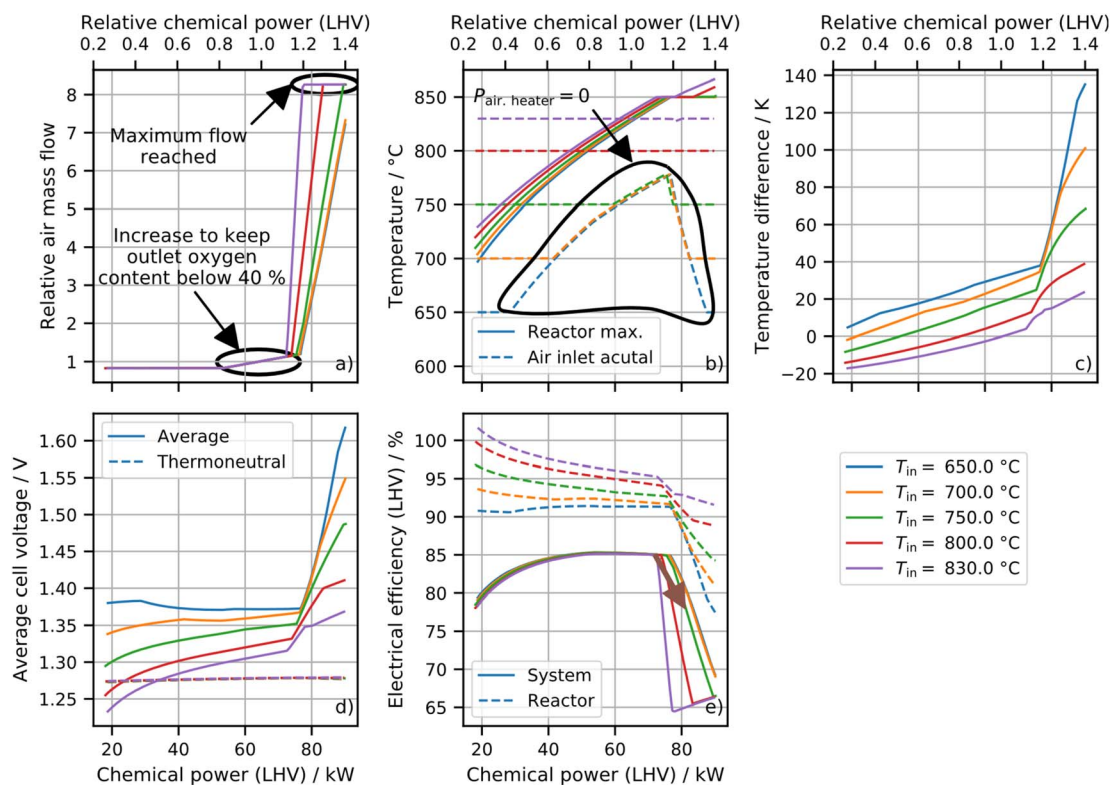 Relative chemical power (LHV)
0.2 0.4 0.6 0.8 1.0 1.2 1.4
Relative air mass flow
8
7
6
5
4
3
2
1
Maximum flow
reached
Increase to keep
outlet oxygen
content below 40 %
a)
Relative chemical power (LHV)
0.2 0.4 0.6 0.8 1.0 1.2 1.4
Temperature / °C
850
800
750
700
650
600
P air. heater = 0
Reactor max.
Air inlet acutal
b)
Relative chemical power (LHV)
0.2 0.4 0.6 0.8 1.0 1.2 1.4
Temperature difference / K
140
120
100
80
60
40
20
0
−20
c)
Average cell voltage / V
1.60
1.55
1.50
1.45
1.40
1.35
1.30
1.25
Average
Thermoneutral
d)
20 40 60 80
Chemical power (LHV) / kW
Electrical efficiency (LHV) / %
100
95
90
85
80
75
70
65
System
Reactor
e)
20 40 60 80
Chemical power (LHV) / kW
Tin = 650.0 °C
Tin = 700.0 °C
Tin = 750.0 °C
Tin = 800.0 °C
Tin = 830.0 °C